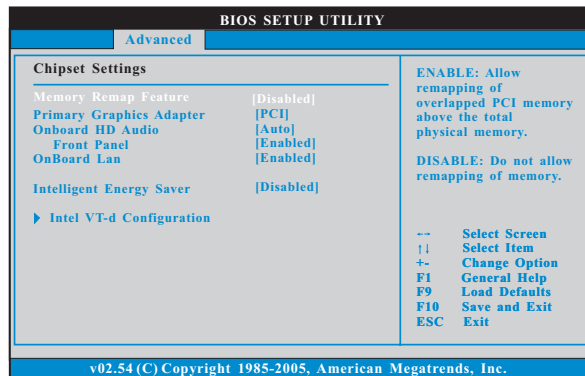 BIOS SETUP UTILITY
Advanced
Chipset Settings
Memory Remap Feature [Disabled]
Primary Graphics Adapter [PCI]
Onboard HD Audio [Auto]
Front Panel [Enabled]
OnBoard Lan [Enabled]
Intelligent Energy Saver [Disabled]
Intel VT-d Configuration
ENABLE: Allow
remapping of
overlapped PCI memory
above the total
physical memory.
DISABLE: Do not allow
remapping of memory.
←→ Select Screen
↑↓ Select Item
+- Change Option
F1 General Help
F9 Load Defaults
F10 Save and Exit
ESC Exit
v02.54 (C) Copyright 1985-2005, American Megatrends, Inc.